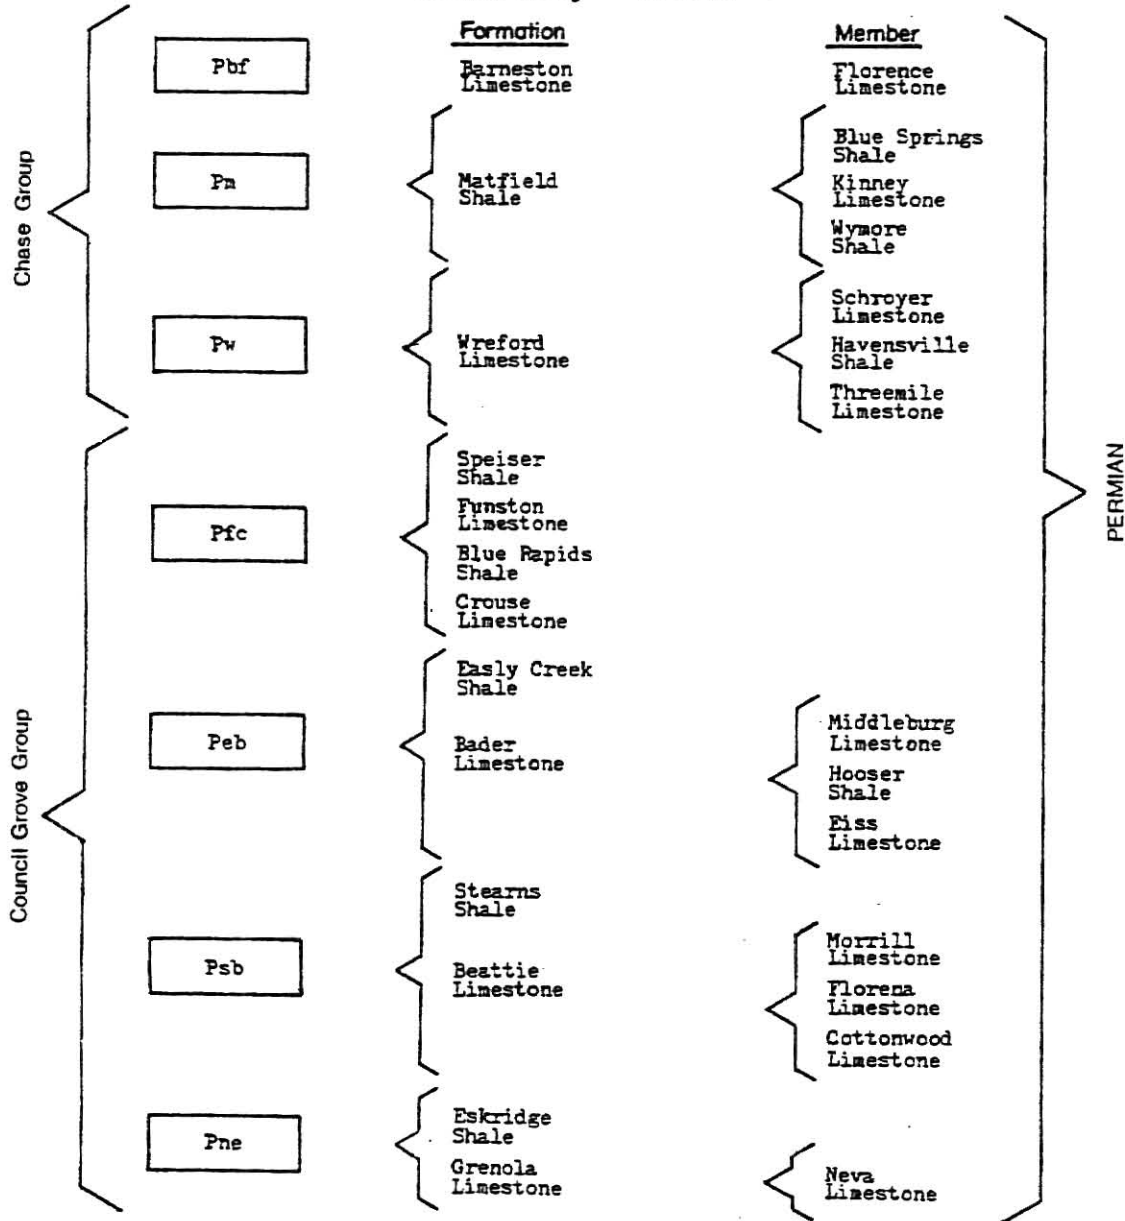 Formation
Member
Pbf
Barneston
Limestone
Florence
Limestone
Chase Group
Pm
Matfield
Shale
Blue Springs
Shale
Kinney
Limestone
Wymore
Shale
Pw
Wreford
Limestone
Schroyer
Limestone
Havensville
Shale
Threemile
Limestone
PERMIAN
Council Grove Group
Pfc
Speiser
Shale
Funston
Limestone
Blue Rapids
Shale
Crouse
Limestone
Peb
Easly Creek
Shale
Bader
Limestone
Middleburg
Limestone
Hooser
Shale
Eiss
Limestone
Psb
Stearns
Shale
Beattie
Limestone
Morrill
Limestone
Florena
Limestone
Cottonwood
Limestone
Pne
Eskridge
Shale
Grenola
Limestone
Neva
Limestone